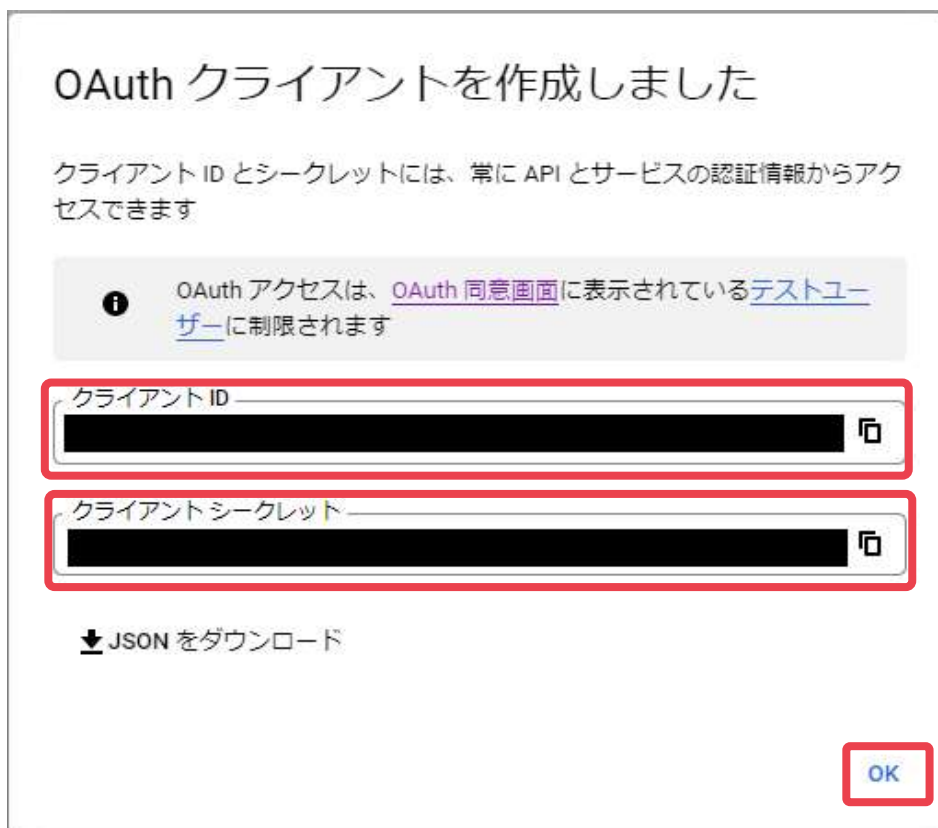 OAuth クライアントを作成しました
クライアント ID とシークレットには、常に API とサービスの認証情報からアク
セスできます
OAuth アクセスは、OAuth 同意画面に表示されているテストユー
ザーに制限されます
クライアント ID
クライアント シークレット
JSON をダウンロード
OK